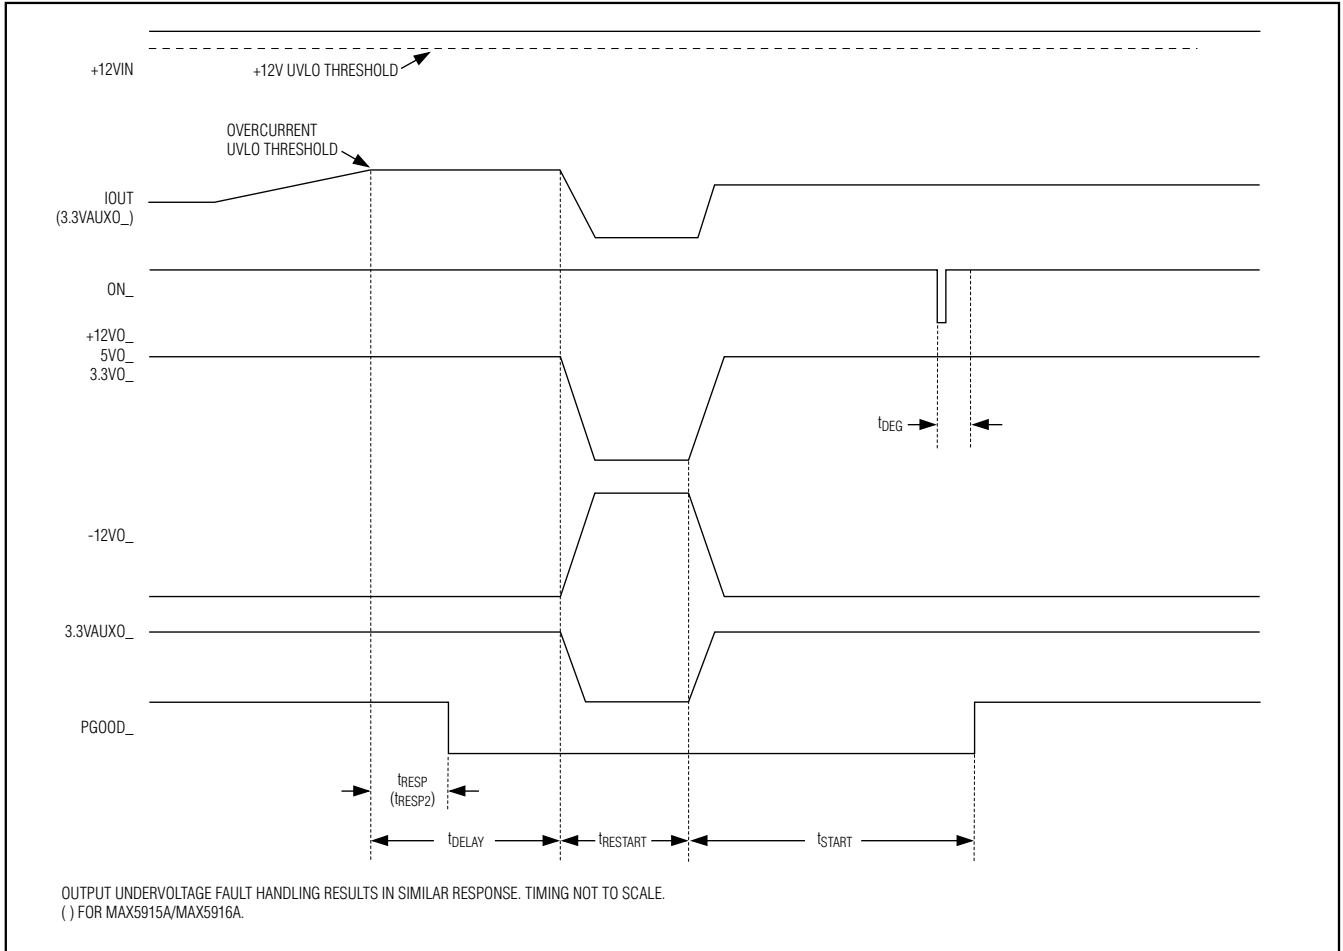 +12VIN
+12V UVLO THRESHOLD
OVERCURRENT
UVLO THRESHOLD
IOUT
(3.3VAUXO_)
ON_
+12VO_
5VO_
3.3VO_
tDEG
-12VO_
3.3VAUXO_
PGOOD_
tRESP
(tRESP2)
tDELAY
tRESTART
tSTART
OUTPUT UNDERVOLTAGE FAULT HANDLING RESULTS IN SIMILAR RESPONSE. TIMING NOT TO SCALE.
( ) FOR MAX5915A/MAX5916A.